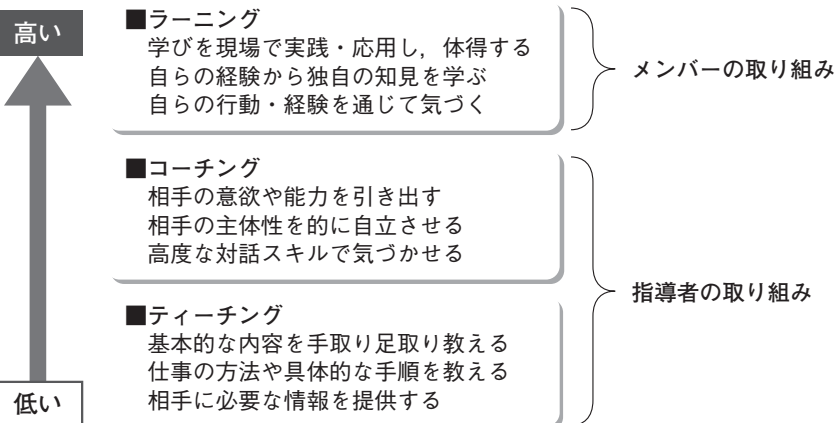 高い
■ラーニング
学びを現場で実践・応用し，体得する
自らの経験から独自の知見を学ぶ
自らの行動・経験を通じて気づく
メンバーの取り組み
■コーチング
相手の意欲や能力を引き出す
相手の主体性を的に自立させる
高度な対話スキルで気づかせる
指導者の取り組み
■ティーチング
基本的な内容を手取り足取り教える
仕事の方法や具体的な手順を教える
相手に必要な情報を提供する
低い